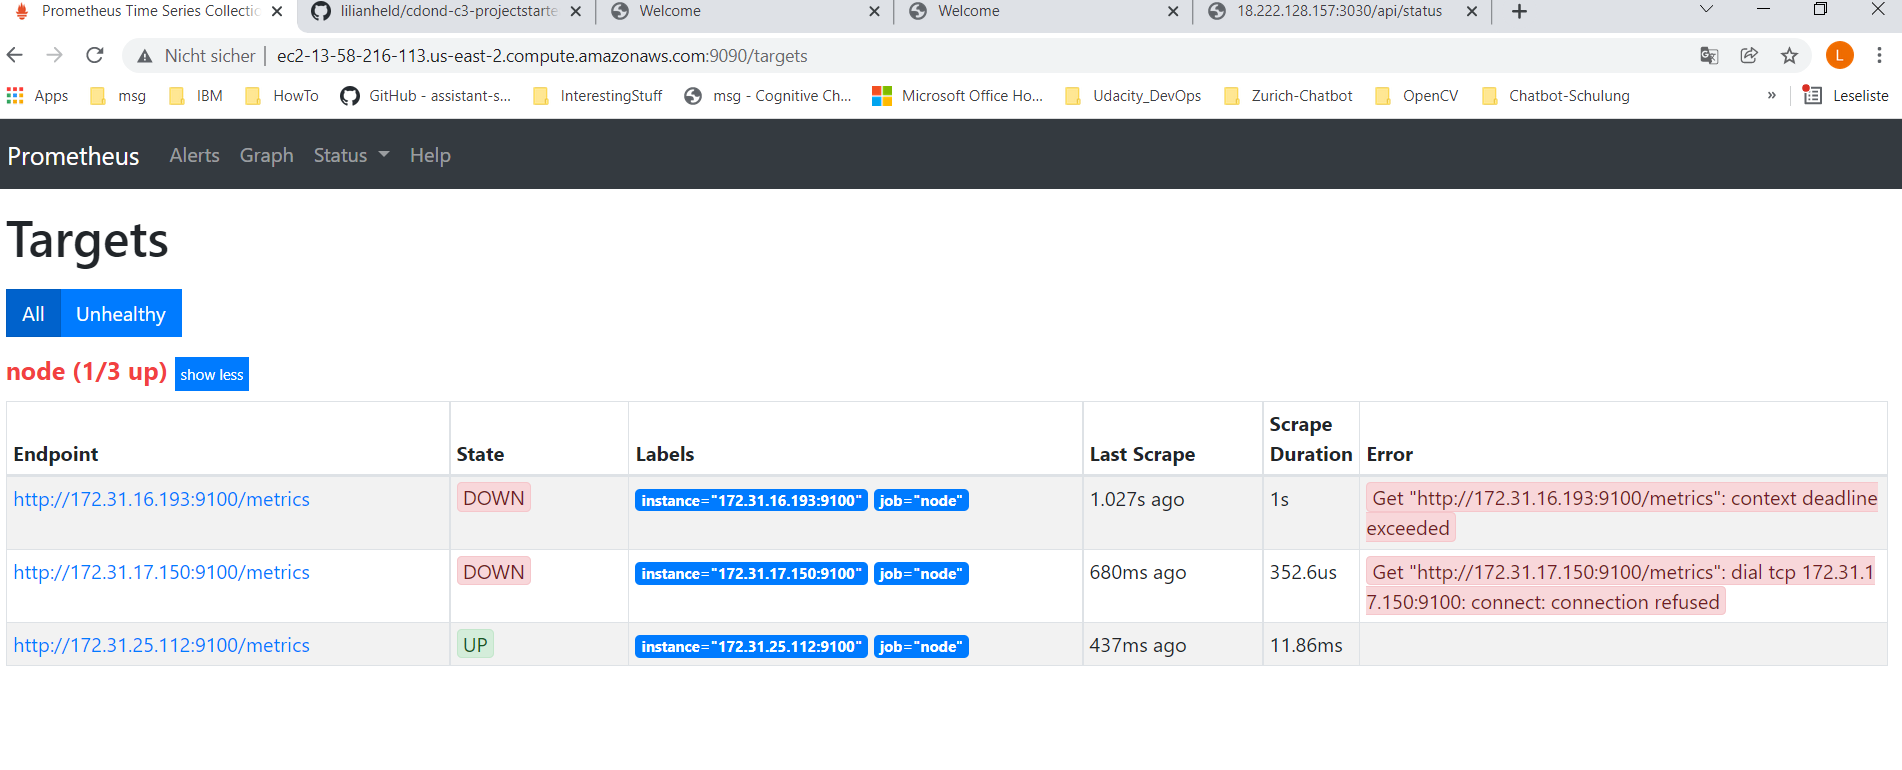 Prometheus Time Series Collectio
lilianheld/cdond-c3-projectstarte
Welcome
Welcome
18.222.128.157:3030/api/status
Nicht sicher
ec2-13-58-216-113.us-east-2.compute.amazonaws.com:9090/targets
L
Apps
msg
IBM
HowTo
GitHub - assistant-s...
InterestingStuff
msg - Cognitive Ch...
Microsoft Office Ho...
Udacity_DevOps
Zurich-Chatbot
OpenCV
Chatbot-Schulung
»
Leseliste
Prometheus
Alerts
Graph
Status
Help
Targets
All
Unhealthy
node (1/3 up)
show less
Endpoint
State
Labels
Last Scrape
Scrape
Duration
Error
http://172.31.16.193:9100/metrics
DOWN
instance="172.31.16.193:9100"
job="node"
1.027s ago
1s
Get "http://172.31.16.193:9100/metrics": context deadline
exceeded
http://172.31.17.150:9100/metrics
DOWN
instance="172.31.17.150:9100"
job="node"
680ms ago
352.6us
Get "http://172.31.17.150:9100/metrics": dial tcp 172.31.1
7.150:9100: connect: connection refused
http://172.31.25.112:9100/metrics
UP
instance="172.31.25.112:9100"
job="node"
437ms ago
11.86ms